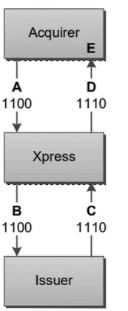 Acquirer
E
A D
1100 1110
Xpress
B C
1100 1110
Issuer